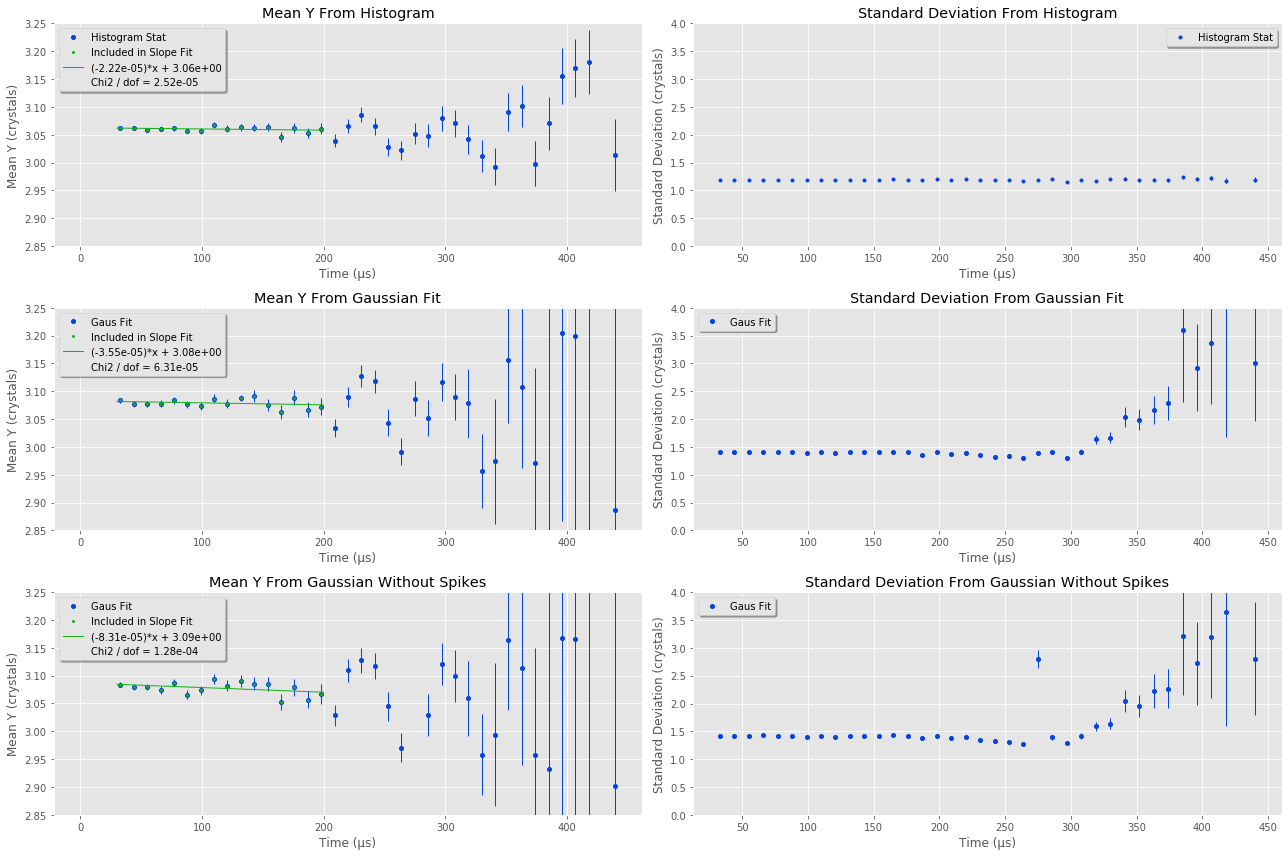 Mean Y From Histogram
Mean Y (crystals)
3.25
3.20
3.15
3.10
3.05
3.00
2.95
2.90
2.85
Histogram Stat
Included in Slope Fit
(-2.22e-05)*x + 3.06e+00
Chi2 / dof = 2.52e-05
0 100 200 300 400
Time (μs)
Standard Deviation From Histogram
Standard Deviation (crystals)
4.0
3.5
3.0
2.5
2.0
1.5
1.0
0.5
0.0
Histogram Stat
50 100 150 200 250 300 350 400 450
Time (μs)
Mean Y From Gaussian Fit
Mean Y (crystals)
3.25
3.20
3.15
3.10
3.05
3.00
2.95
2.90
2.85
Gaus Fit
Included in Slope Fit
(-3.55e-05)*x + 3.08e+00
Chi2 / dof = 6.31e-05
0 100 200 300 400
Time (μs)
Standard Deviation From Gaussian Fit
Standard Deviation (crystals)
4.0
3.5
3.0
2.5
2.0
1.5
1.0
0.5
0.0
Gaus Fit
50 100 150 200 250 300 350 400 450
Time (μs)
Mean Y From Gaussian Without Spikes
Mean Y (crystals)
3.25
3.20
3.15
3.10
3.05
3.00
2.95
2.90
2.85
Gaus Fit
Included in Slope Fit
(-8.31e-05)*x + 3.09e+00
Chi2 / dof = 1.28e-04
0 100 200 300 400
Time (μs)
Standard Deviation From Gaussian Without Spikes
Standard Deviation (crystals)
4.0
3.5
3.0
2.5
2.0
1.5
1.0
0.5
0.0
Gaus Fit
50 100 150 200 250 300 350 400 450
Time (μs)